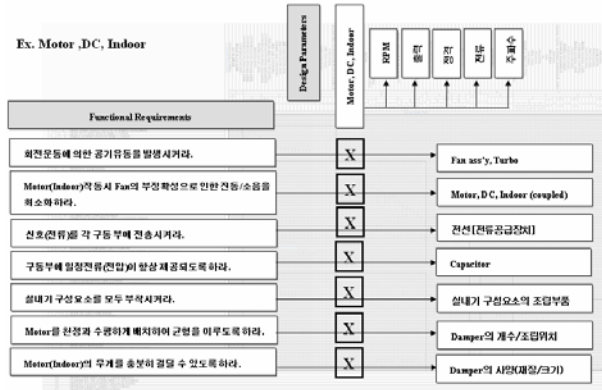 Ex. Motor ,DC, Indoor
Design Parameters
Motor, DC, Indoor
RPM
출력
정격
전류
주파수
Functional Requirements
회전운동에 의한 공기유동을 발생시켜라.
X
Fan ass'y, Turbo
Motor(Indoor)작동시 Fan의 부정확성으로 인한 진동/소음을
최소화하라.
X
Motor, DC, Indoor (coupled)
신호(전류)를 각 구동부에 전송시켜라.
X
전선[전류공급장치]
구동부에 일정전류(전압)이 항상 제공되도록하라.
X
Capacitor
실내기 구성요소를 모두 부착시켜라.
X
실내기 구성요소의 조립부품
Motor를 천정과 수평하게 배치하여 균형을 이루도록하라.
X
Damper의 개수/조립위치
Motor(Indoor)의 무게를 충분히 견딜 수 있도록하라.
X
Damper의 사양(재질/크기)